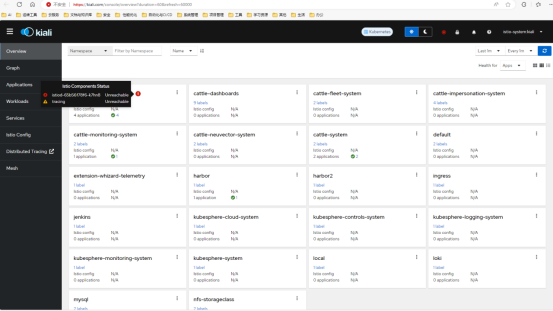 不安全 https://kiali.com/console/overview?duration=60&refresh=60000
kiali
Kubernetes
istio-system:kiali
Overview
Graph
Applications
Workloads
Services
Istio Config
Distributed Tracing
Mesh
Namespace
Filter by Namespace
Name
Last 1m
Every 1m
Health for
Apps
Istio Components Status
Unreachable
tracing
Unreachable
4 applications
4
cattle-dashboards
9 labels
Istio config N/A
0 applications N/A
cattle-fleet-system
2 labels
Istio config N/A
0 applications N/A
cattle-impersonation-system
4 labels
Istio config N/A
0 applications N/A
cattle-monitoring-system
2 labels
Istio config N/A
1 application 1
cattle-neuvector-system
2 labels
Istio config N/A
0 applications N/A
cattle-system
2 labels
Istio config N/A
2 applications 2
default
2 labels
Istio config N/A
0 applications N/A
extension-whizard-telemetry
1 label
Istio config N/A
0 applications N/A
harbor
1 label
Istio config N/A
1 application 1
harbor2
1 label
Istio config N/A
0 applications N/A
ingress
1 label
Istio config N/A
0 applications N/A
jenkins
1 label
Istio config N/A
0 applications N/A
kubesphere-cloud-system
1 label
Istio config N/A
0 applications N/A
kubesphere-controls-system
1 label
Istio config N/A
0 applications N/A
kubesphere-logging-system
1 label
Istio config N/A
0 applications N/A
kubesphere-monitoring-system
1 label
Istio config N/A
0 applications N/A
kubesphere-system
1 label
Istio config N/A
0 applications N/A
local
1 label
Istio config N/A
0 applications N/A
loki
1 label
Istio config N/A
0 applications N/A
mysql
nfs-storageclass